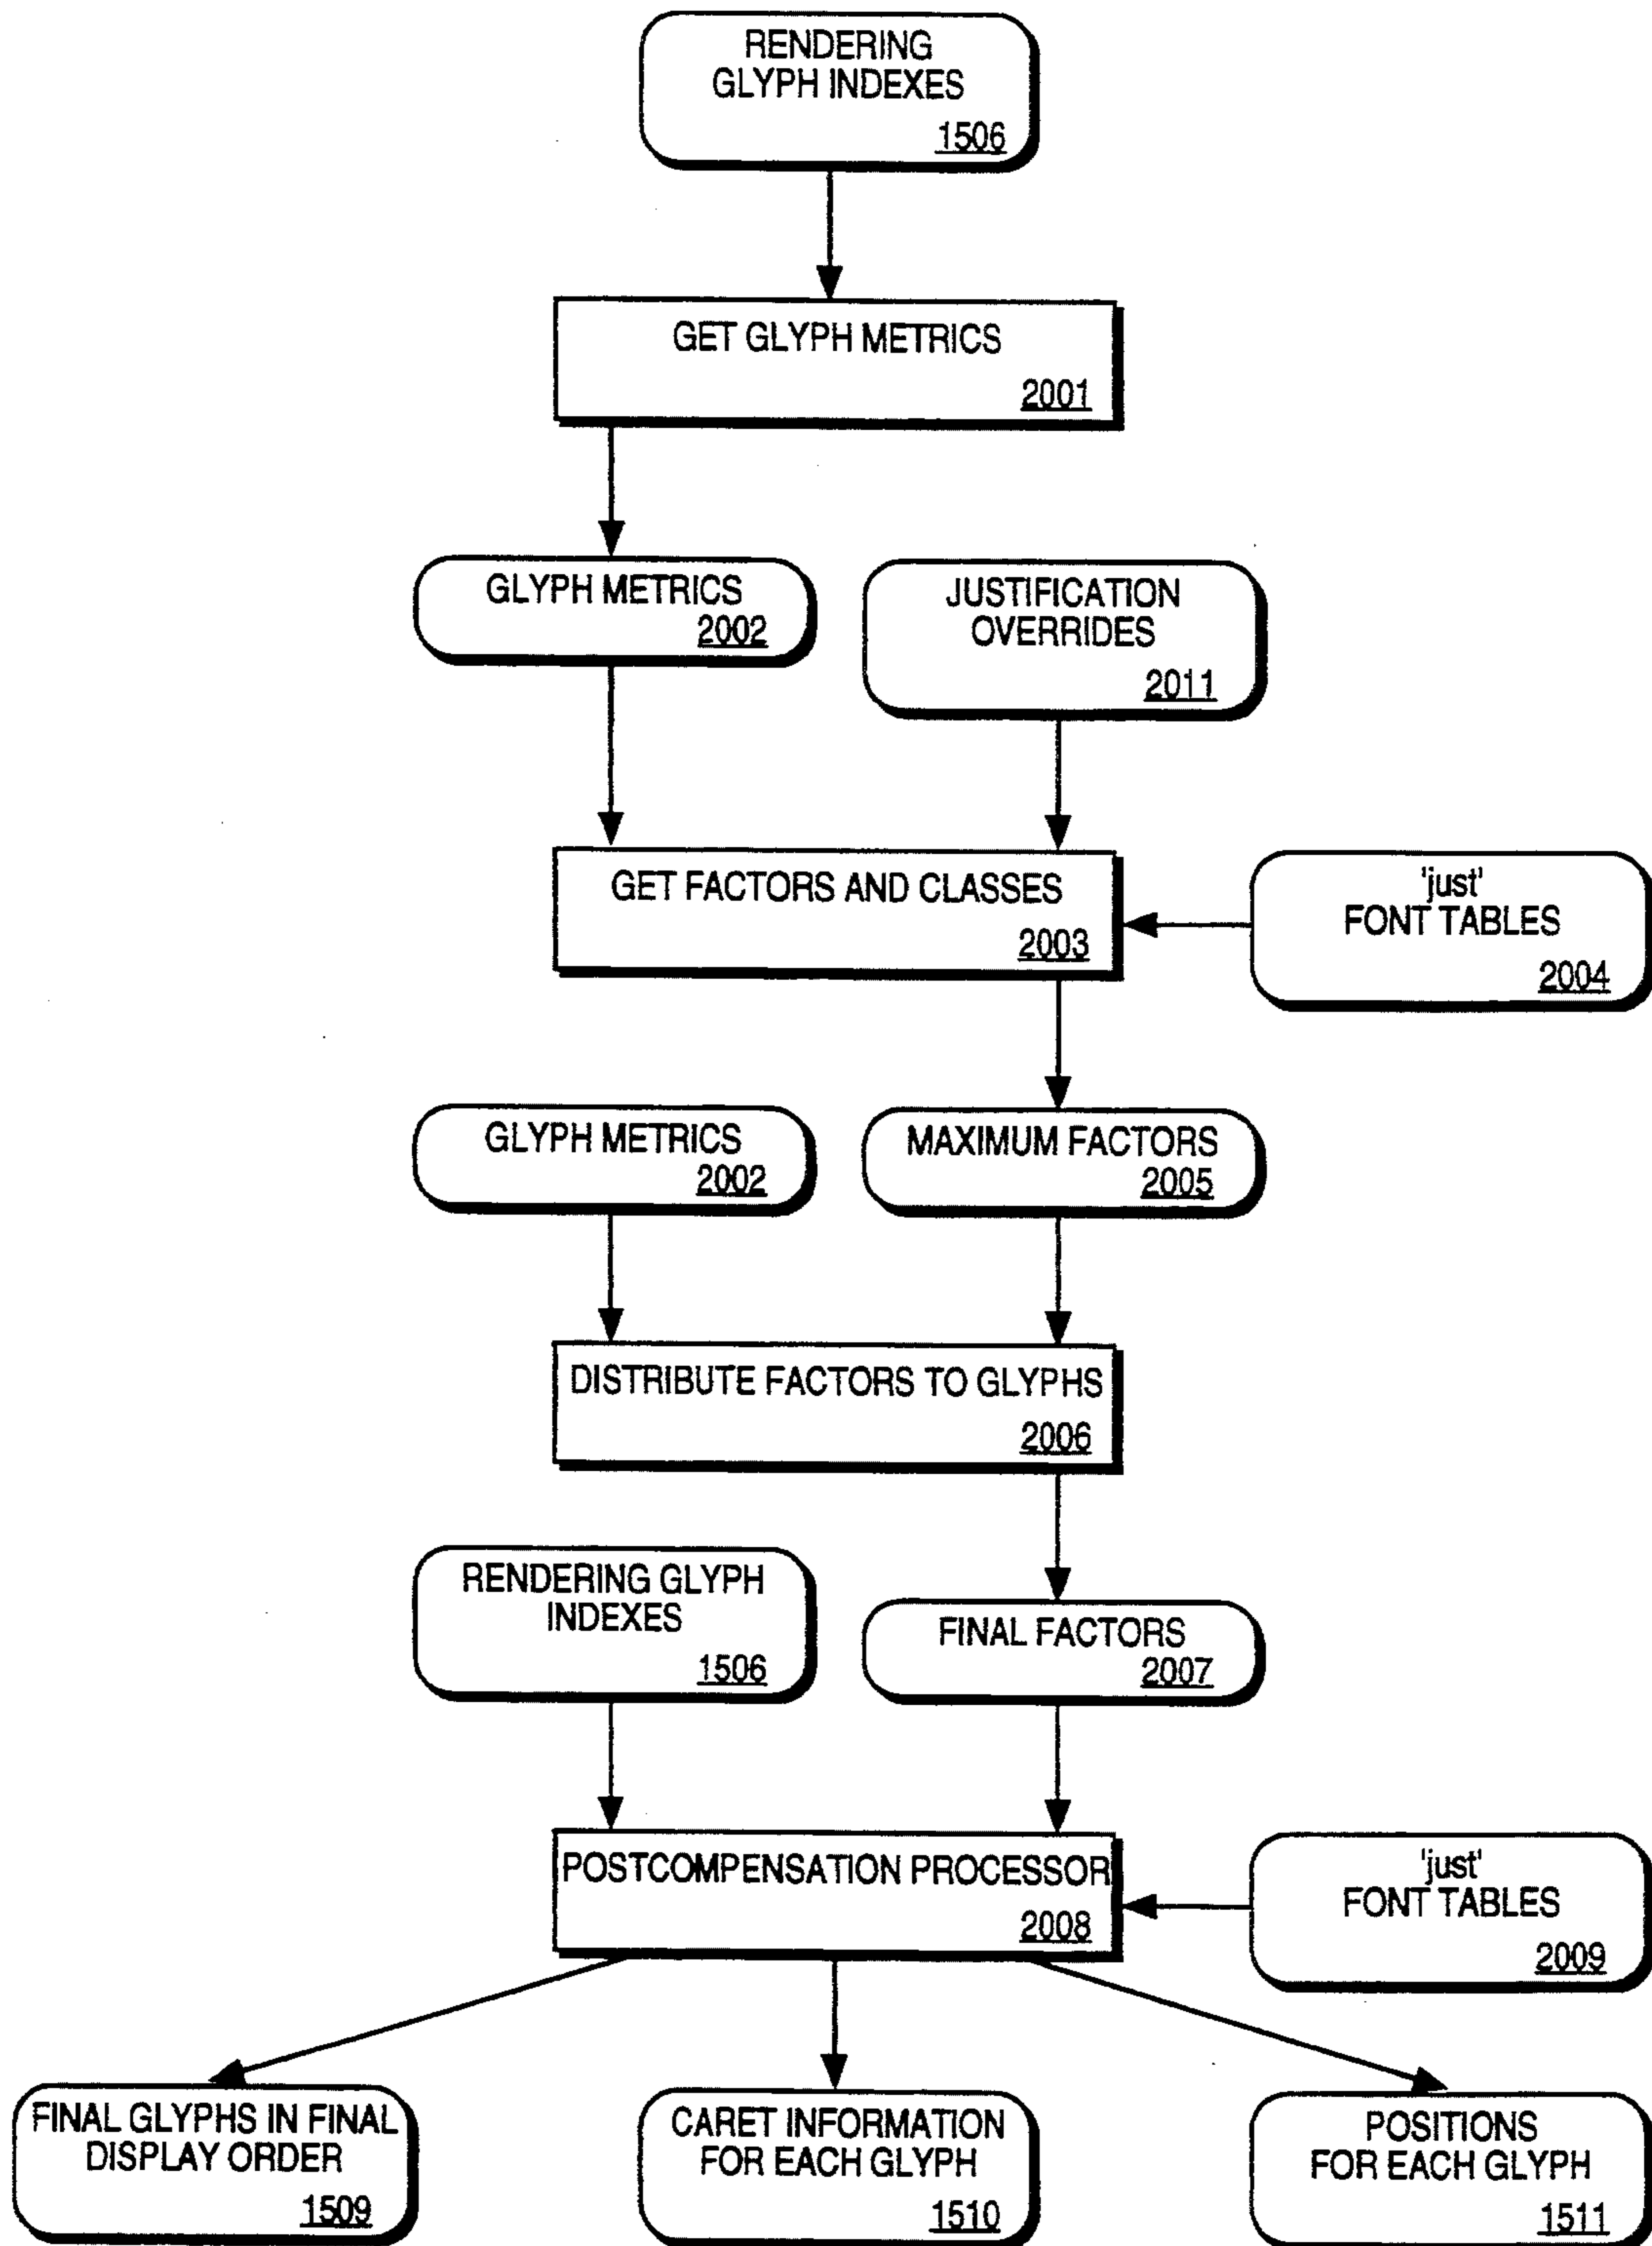 RENDERING
GLYPH INDEXES
1506
GET GLYPH METRICS
2001
GLYPH METRICS
2002
JUSTIFICATION
OVERRIDES
2011
GET FACTORS AND CLASSES
2003
'just'
FONT TABLES
2004
GLYPH METRICS
2002
MAXIMUM FACTORS
2005
DISTRIBUTE FACTORS TO GLYPHS
2006
RENDERING GLYPH
INDEXES
1506
FINAL FACTORS
2007
POSTCOMPENSATION PROCESSOR
2008
'just'
FONT TABLES
2009
FINAL GLYPHS IN FINAL
DISPLAY ORDER
1509
CARET INFORMATION
FOR EACH GLYPH
1510
POSITIONS
FOR EACH GLYPH
1511